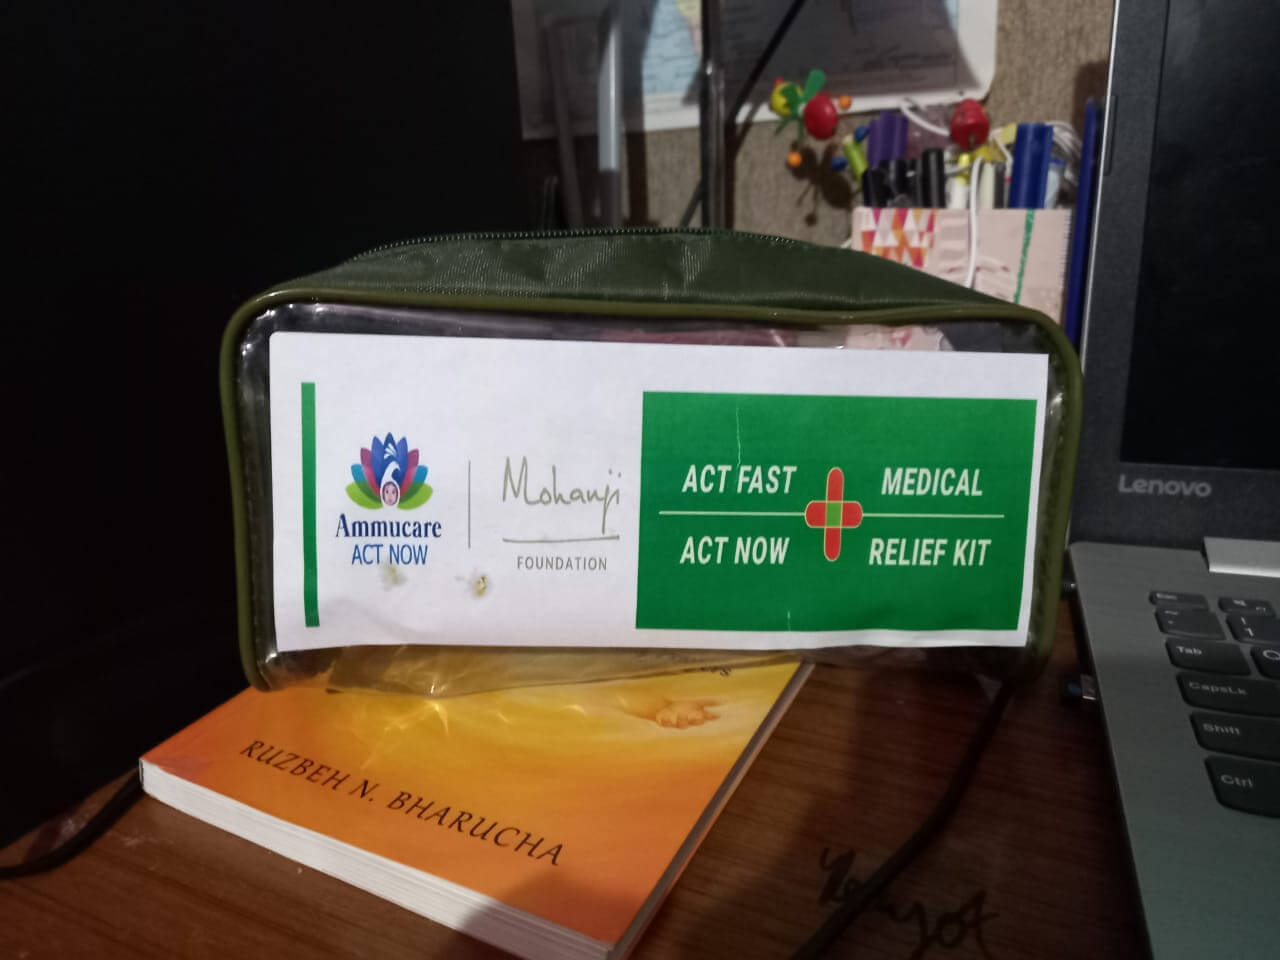 Ammucare
ACT NOW
Mohanji
FOUNDATION
ACT FAST
ACT NOW
MEDICAL
RELIEF KIT
RUZBEH N. BHARUCHA
Lenovo
Esc
Tab
CapsLk
Shift
Ctrl